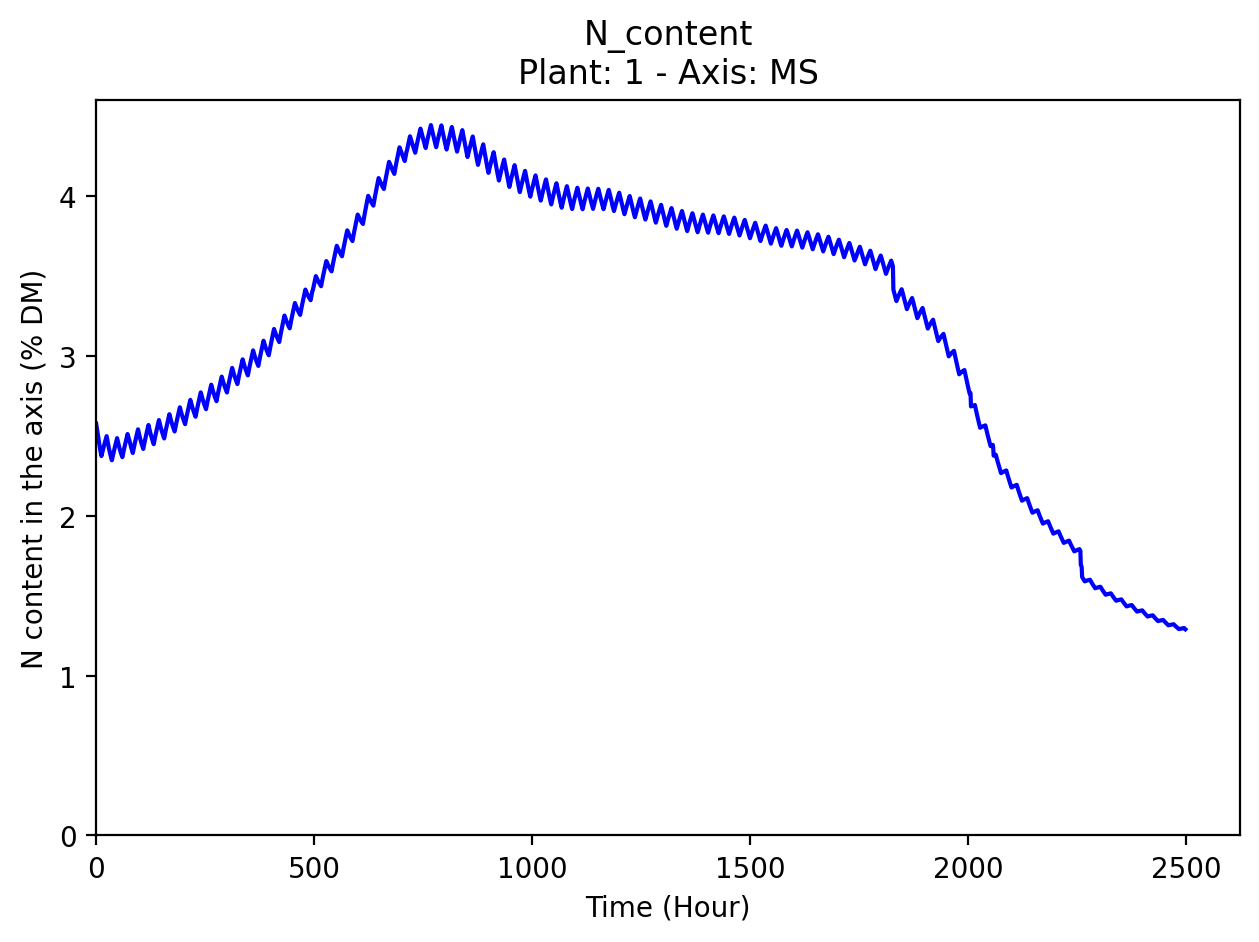 N_content
Plant: 1 - Axis: MS
N content in the axis (% DM)
4
3
2
1
0
0 500 1000 1500 2000 2500
Time (Hour)